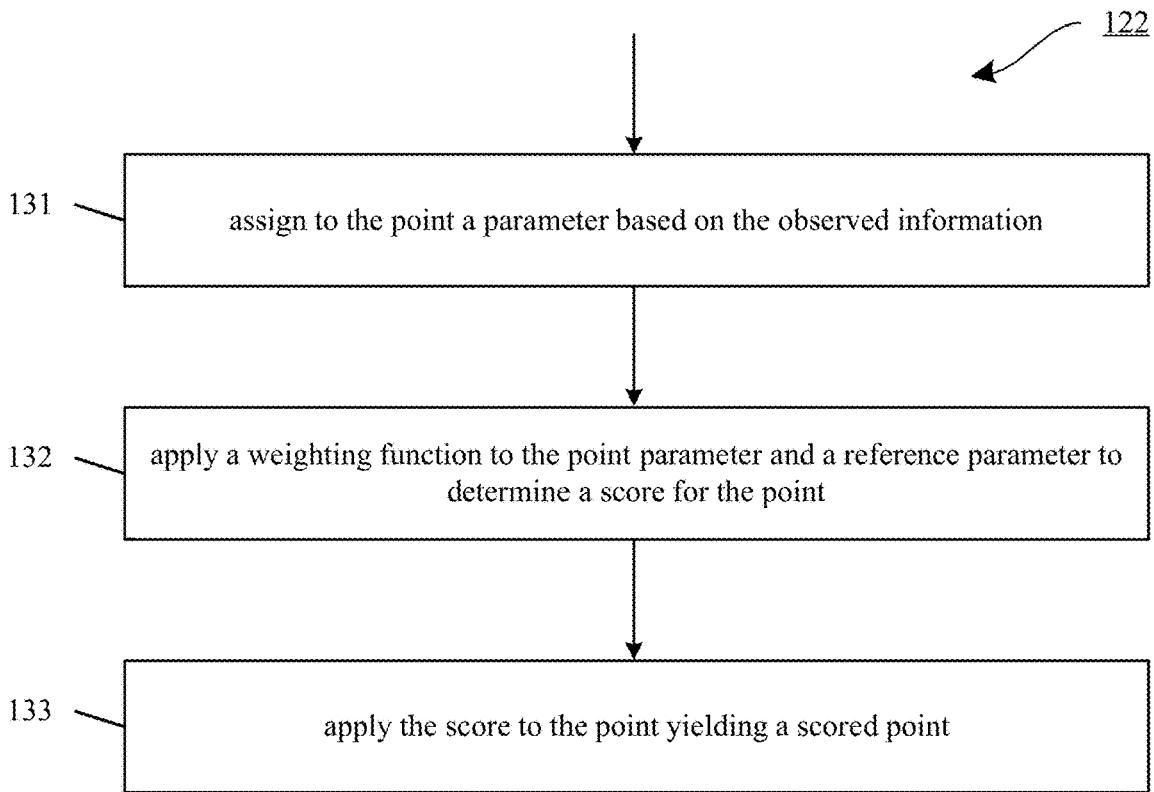 122
131
assign to the point a parameter based on the observed information
132
apply a weighting function to the point parameter and a reference parameter to
determine a score for the point
133
apply the score to the point yielding a scored point